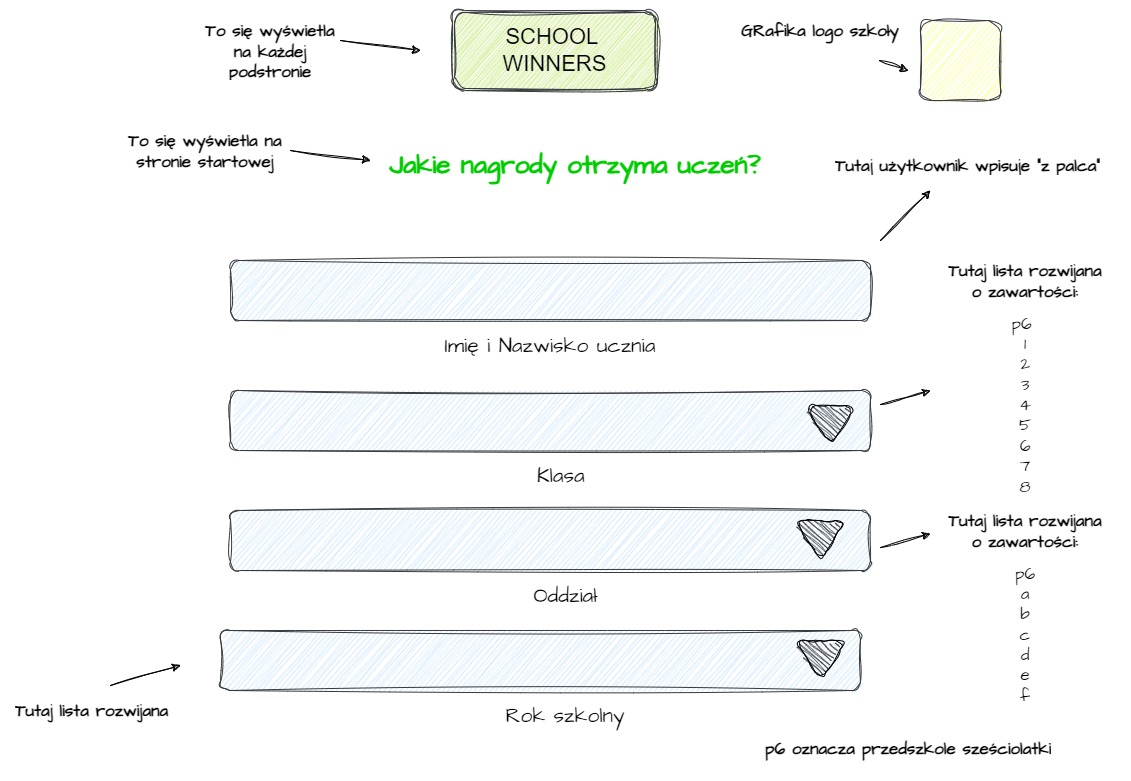 To się wyświetla
na każdej
podstronie
SCHOOL
WINNERS
GRafika logo szkoły
To się wyświetla na
stronie startowej
Jakie nagrody otrzyma uczeń?
Tutaj użytkownik wpisuje "z palca"
Imię i Nazwisko ucznia
Tutaj lista rozwijana
o zawartości:
p6
1
2
3
4
5
6
7
8
Klasa
Tutaj lista rozwijana
o zawartości:
p6
a
b
c
d
e
f
Oddział
Tutaj lista rozwijana
Rok szkolny
p6 oznacza przedszkole sześciolatki